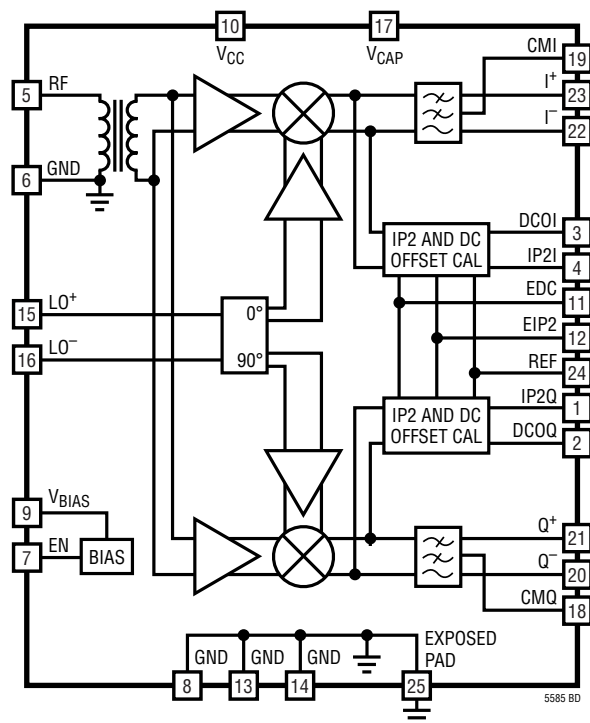 10
V_CC
17
V_CAP
CMI
19
5
RF
I+
23
I−
22
6
GND
IP2 AND DC
OFFSET CAL
DCOI
3
IP2I
4
EDC
11
15
LO+
0°
EIP2
12
16
LO−
90°
REF
24
IP2 AND DC
OFFSET CAL
IP2Q
1
DCOQ
2
9
V_BIAS
7
EN
BIAS
Q+
21
Q−
20
CMQ
18
GND
GND
GND
EXPOSED
PAD
8
13
14
25
5585 BD